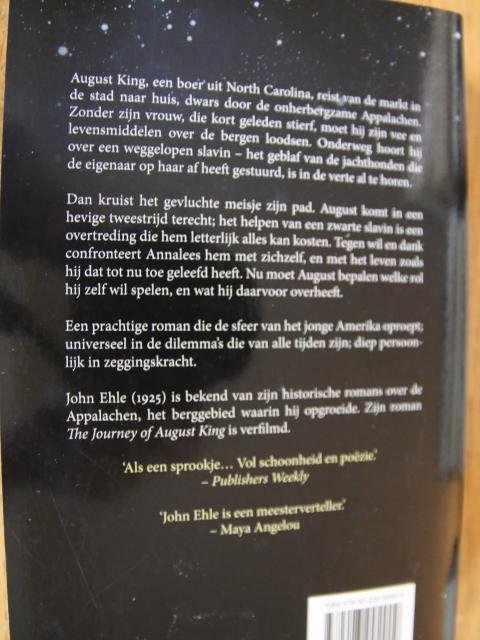 August King, een boer uit North Carolina, reist van de markt in
de stad naar huis, dwars door de onherbergzame Appalachen.
Zonder zijn vrouw, die kort geleden stierf, moet hij zijn vee en
levensmiddelen over de bergen loodsen. Onderweg hoort hij
over een weggelopen slavin – het geblaf van de jachthonden die
de eigenaar op haar af heeft gestuurd, is in de verte al te horen.
Dan kruist het gevluchte meisje zijn pad. August komt in een
hevige tweestrijd terecht; het helpen van een zwarte slavin is een
overtreding die hem letterlijk alles kan kosten. Tegen wil en dank
confronteert Annalees hem met zichzelf, en met het leven zoals
hij dat tot nu toe geleefd heeft. Nu moet August bepalen welke rol
hij zelf wil spelen, en wat hij daarvoor overheeft.
Een prachtige roman die de sfeer van het jonge Amerika oproept;
universeel in de dilemma's die van alle tijden zijn; diep persoon-
lijk in zeggingskracht.
John Ehle (1925) is bekend van zijn historische romans over de
Appalachen, het berggebied waarin hij opgroeide. Zijn roman
The Journey of August King is verfilmd.
'Als een sprookje… Vol schoonheid en poëzie.'
– Publishers Weekly
'John Ehle is een meesterverteller.'
– Maya Angelou